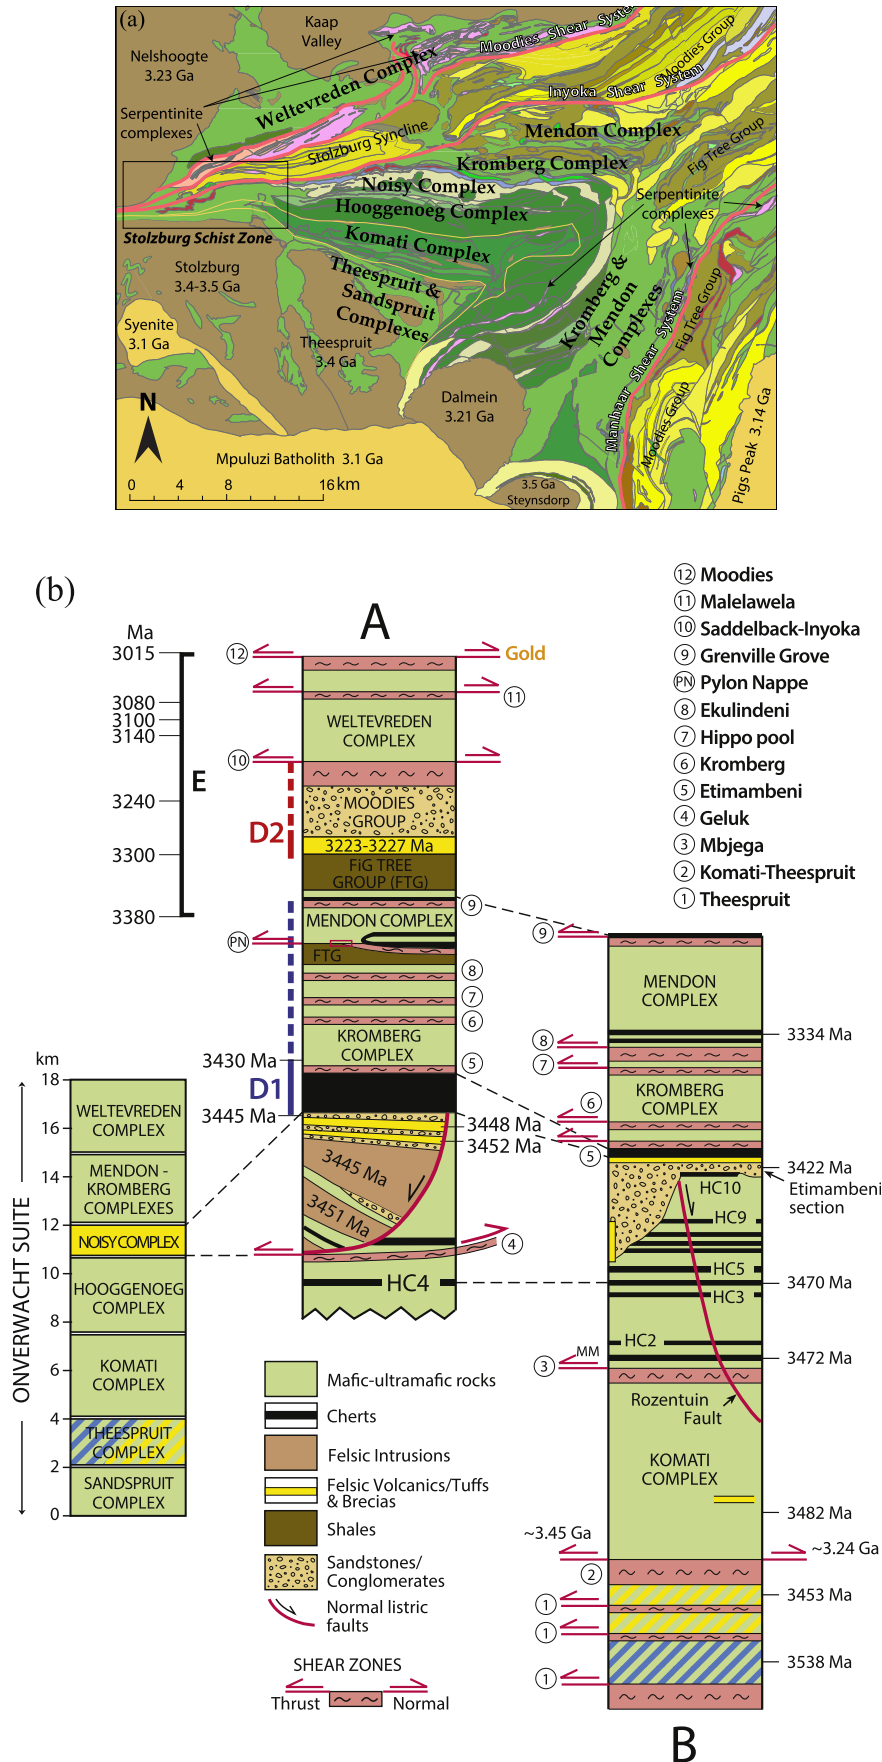 (a)
Kaap
Valley
Nelshoogte
3.23 Ga
Moodies Shear System
Moodies Group
Weltevreden Complex
Serpentinite
complexes
Inyoka Shear System
Stolzburg Syncline
Mendon Complex
Fig Tree Group
Kromberg Complex
Noisy Complex
Serpentinite
complexes
Hooggenoeg Complex
Stolzburg Schist Zone
Komati Complex
Stolzburg
3.4-3.5 Ga
Theespruit &
Sandspruit
Complexes
Kromberg &
Mendon
Complexes
Fig Tree Group
Manhaar Shear System
Syenite
3.1 Ga
Theespruit
3.4 Ga
Dalmein
3.21 Ga
Moodies Group
Pigs Peak 3.14 Ga
N
Mpuluzi Batholith 3.1 Ga
3.5 Ga
Steynsdorp
0 4 8 16 km
(b)
A
12 Moodies
11 Malelawela
10 Saddelback-Inyoka
9 Grenville Grove
PN Pylon Nappe
8 Ekulindeni
7 Hippo pool
6 Kromberg
5 Etimambeni
4 Geluk
3 Mbjega
2 Komati-Theespruit
1 Theespruit
Ma
3015
3080
3100
3140
3240
3300
3380
E
12
Gold
11
WELTEVREDEN
COMPLEX
10
D2
MOODIES
GROUP
3223-3227 Ma
FiG TREE
GROUP (FTG)
9
MENDON COMPLEX
PN
FTG
8
7
6
KROMBERG
COMPLEX
3430 Ma
5
D1
3445 Ma
3448 Ma
3452 Ma
3445 Ma
3451 Ma
4
HC4
km
18
16
14
12
10
8
6
4
2
0
ONVERWACHT SUITE
WELTEVREDEN
COMPLEX
MENDON -
KROMBERG
COMPLEXES
NOISY COMPLEX
HOOGGENOEG
COMPLEX
KOMATI
COMPLEX
THEESPRUIT
COMPLEX
SANDSPRUIT
COMPLEX
9
MENDON
COMPLEX
3334 Ma
8
7
KROMBERG
COMPLEX
6
5
3422 Ma
Etimambeni
section
HC10
HC9
HC5
3470 Ma
HC3
HC2
MM
3
3472 Ma
Rozentuin
Fault
KOMATI
COMPLEX
3482 Ma
~3.45 Ga
~3.24 Ga
2
3453 Ma
1
1
3538 Ma
1
B
Mafic-ultramafic rocks
Cherts
Felsic Intrusions
Felsic Volcanics/Tuffs
& Brecias
Shales
Sandstones/
Conglomerates
Normal listric
faults
SHEAR ZONES
Thrust
Normal